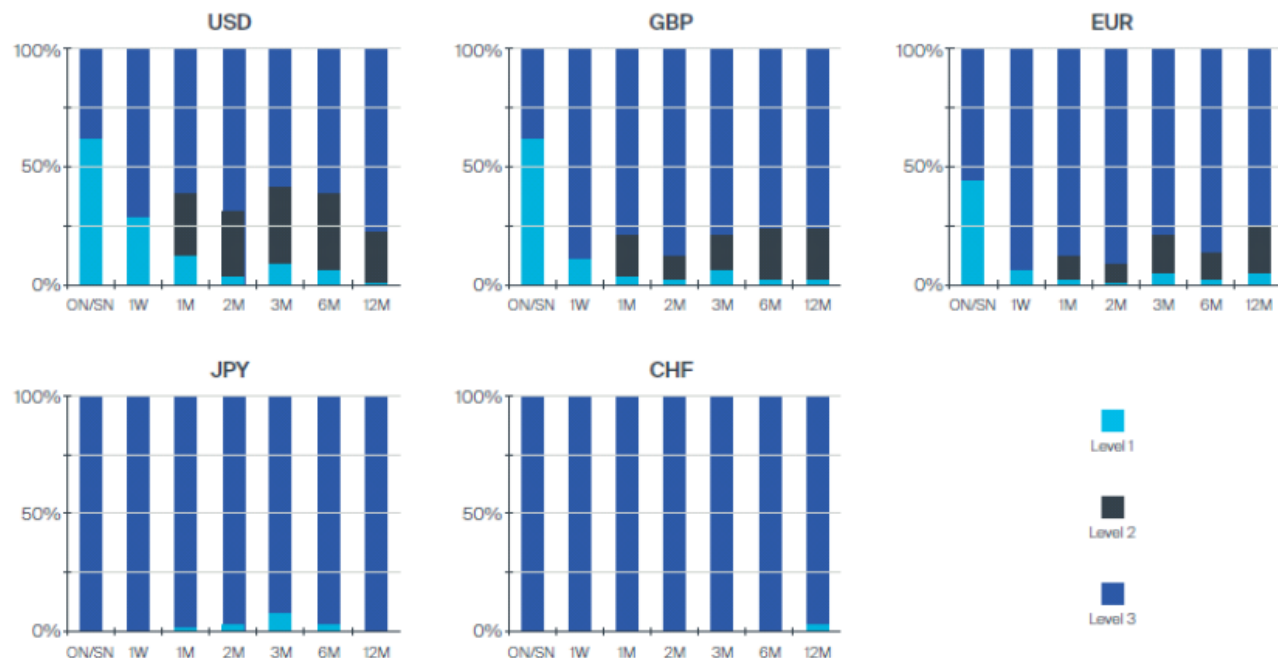 USD
100%
50%
0%
ON/SN 1W 1M 2M 3M 6M 12M
GBP
100%
50%
0%
ON/SN 1W 1M 2M 3M 6M 12M
EUR
100%
50%
0%
ON/SN 1W 1M 2M 3M 6M 12M
JPY
100%
50%
0%
ON/SN 1W 1M 2M 3M 6M 12M
CHF
100%
50%
0%
ON/SN 1W 1M 2M 3M 6M 12M
Level 1
Level 2
Level 3